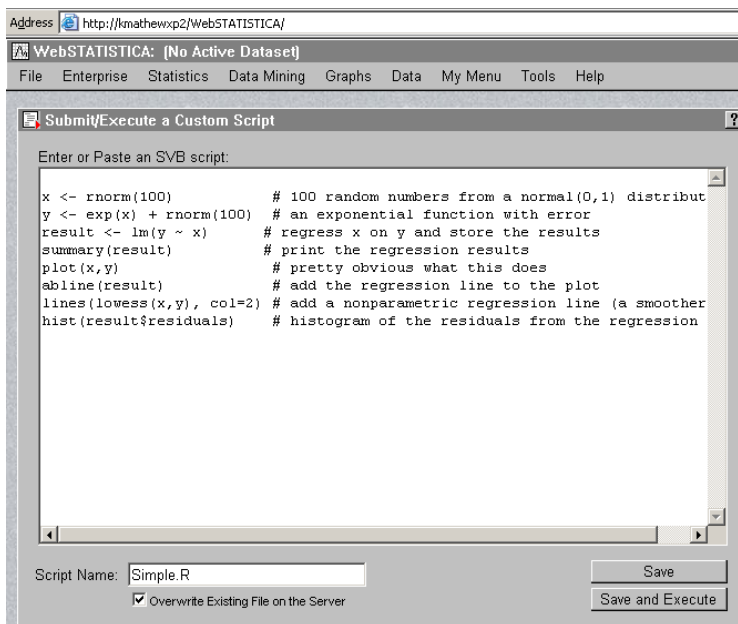 Address http://kmathewxp2/WebSTATISTICA/
WebSTATISTICA: (No Active Dataset)
File Enterprise Statistics Data Mining Graphs Data My Menu Tools Help
Submit/Execute a Custom Script ?
Enter or Paste an SVB script:
x <- rnorm(100) # 100 random numbers from a normal(0,1) distribut
y <- exp(x) + rnorm(100) # an exponential function with error
result <- lm(y ~ x) # regress x on y and store the results
summary(result) # print the regression results
plot(x,y) # pretty obvious what this does
abline(result) # add the regression line to the plot
lines(lowess(x,y), col=2) # add a nonparametric regression line (a smoother
hist(result$residuals) # histogram of the residuals from the regression
Script Name: Simple.R Save
Overwrite Existing File on the Server Save and Execute